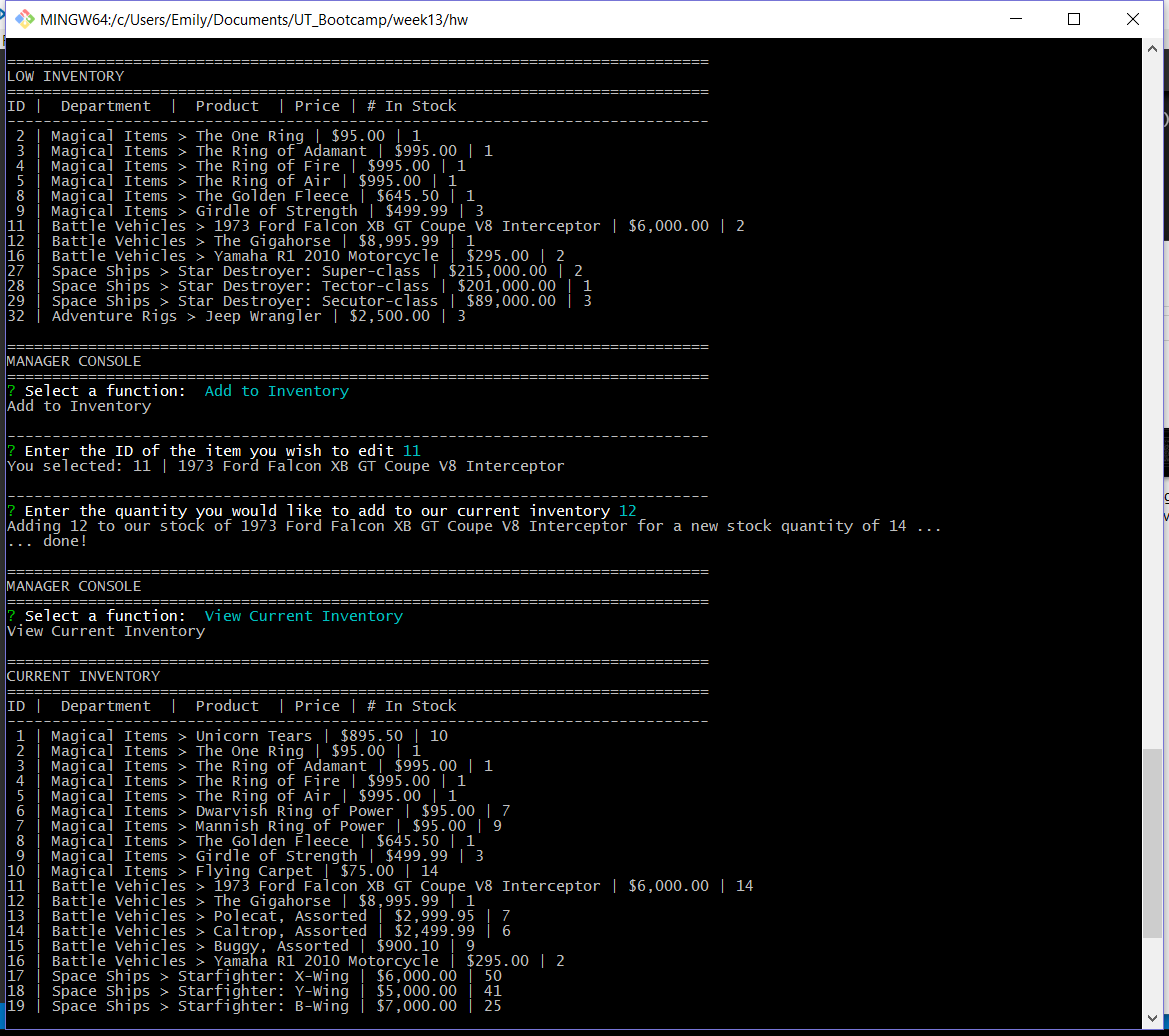 MINGW64:/c/Users/Emily/Documents/UT_Bootcamp/week13/hw
==============================================================================
LOW INVENTORY
==============================================================================
ID |  Department  |  Product  | Price | # In Stock
------------------------------------------------------------------------------
2 | Magical Items > The One Ring | $95.00 | 1
3 | Magical Items > The Ring of Adamant | $995.00 | 1
4 | Magical Items > The Ring of Fire | $995.00 | 1
5 | Magical Items > The Ring of Air | $995.00 | 1
8 | Magical Items > The Golden Fleece | $645.50 | 1
9 | Magical Items > Girdle of Strength | $499.99 | 3
11 | Battle Vehicles > 1973 Ford Falcon XB GT Coupe V8 Interceptor | $6,000.00 | 2
12 | Battle Vehicles > The Gigahorse | $8,995.99 | 1
16 | Battle Vehicles > Yamaha R1 2010 Motorcycle | $295.00 | 2
27 | Space Ships > Star Destroyer: Super-class | $215,000.00 | 2
28 | Space Ships > Star Destroyer: Tector-class | $201,000.00 | 1
29 | Space Ships > Star Destroyer: Secutor-class | $89,000.00 | 3
32 | Adventure Rigs > Jeep Wrangler | $2,500.00 | 3
==============================================================================
MANAGER CONSOLE
==============================================================================
? Select a function:  Add to Inventory
Add to Inventory
------------------------------------------------------------------------------
? Enter the ID of the item you wish to edit 11
You selected: 11 | 1973 Ford Falcon XB GT Coupe V8 Interceptor
------------------------------------------------------------------------------
? Enter the quantity you would like to add to our current inventory 12
Adding 12 to our stock of 1973 Ford Falcon XB GT Coupe V8 Interceptor for a new stock quantity of 14 ...
... done!
==============================================================================
MANAGER CONSOLE
==============================================================================
? Select a function:  View Current Inventory
View Current Inventory
==============================================================================
CURRENT INVENTORY
==============================================================================
ID |  Department  |  Product  | Price | # In Stock
------------------------------------------------------------------------------
1 | Magical Items > Unicorn Tears | $895.50 | 10
2 | Magical Items > The One Ring | $95.00 | 1
3 | Magical Items > The Ring of Adamant | $995.00 | 1
4 | Magical Items > The Ring of Fire | $995.00 | 1
5 | Magical Items > The Ring of Air | $995.00 | 1
6 | Magical Items > Dwarvish Ring of Power | $95.00 | 7
7 | Magical Items > Mannish Ring of Power | $95.00 | 9
8 | Magical Items > The Golden Fleece | $645.50 | 1
9 | Magical Items > Girdle of Strength | $499.99 | 3
10 | Magical Items > Flying Carpet | $75.00 | 14
11 | Battle Vehicles > 1973 Ford Falcon XB GT Coupe V8 Interceptor | $6,000.00 | 14
12 | Battle Vehicles > The Gigahorse | $8,995.99 | 1
13 | Battle Vehicles > Polecat, Assorted | $2,999.95 | 7
14 | Battle Vehicles > Caltrop, Assorted | $2,499.99 | 6
15 | Battle Vehicles > Buggy, Assorted | $900.10 | 9
16 | Battle Vehicles > Yamaha R1 2010 Motorcycle | $295.00 | 2
17 | Space Ships > Starfighter: X-Wing | $6,000.00 | 50
18 | Space Ships > Starfighter: Y-Wing | $5,000.00 | 41
19 | Space Ships > Starfighter: B-Wing | $7,000.00 | 25